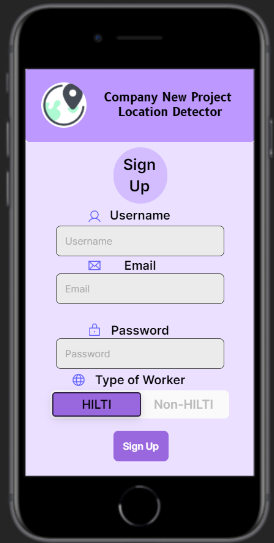 Company New Project
Location Detector
Sign
Up
Username
Username
Email
Email
Password
Password
Type of Worker
HILTI Non-HILTI
Sign Up